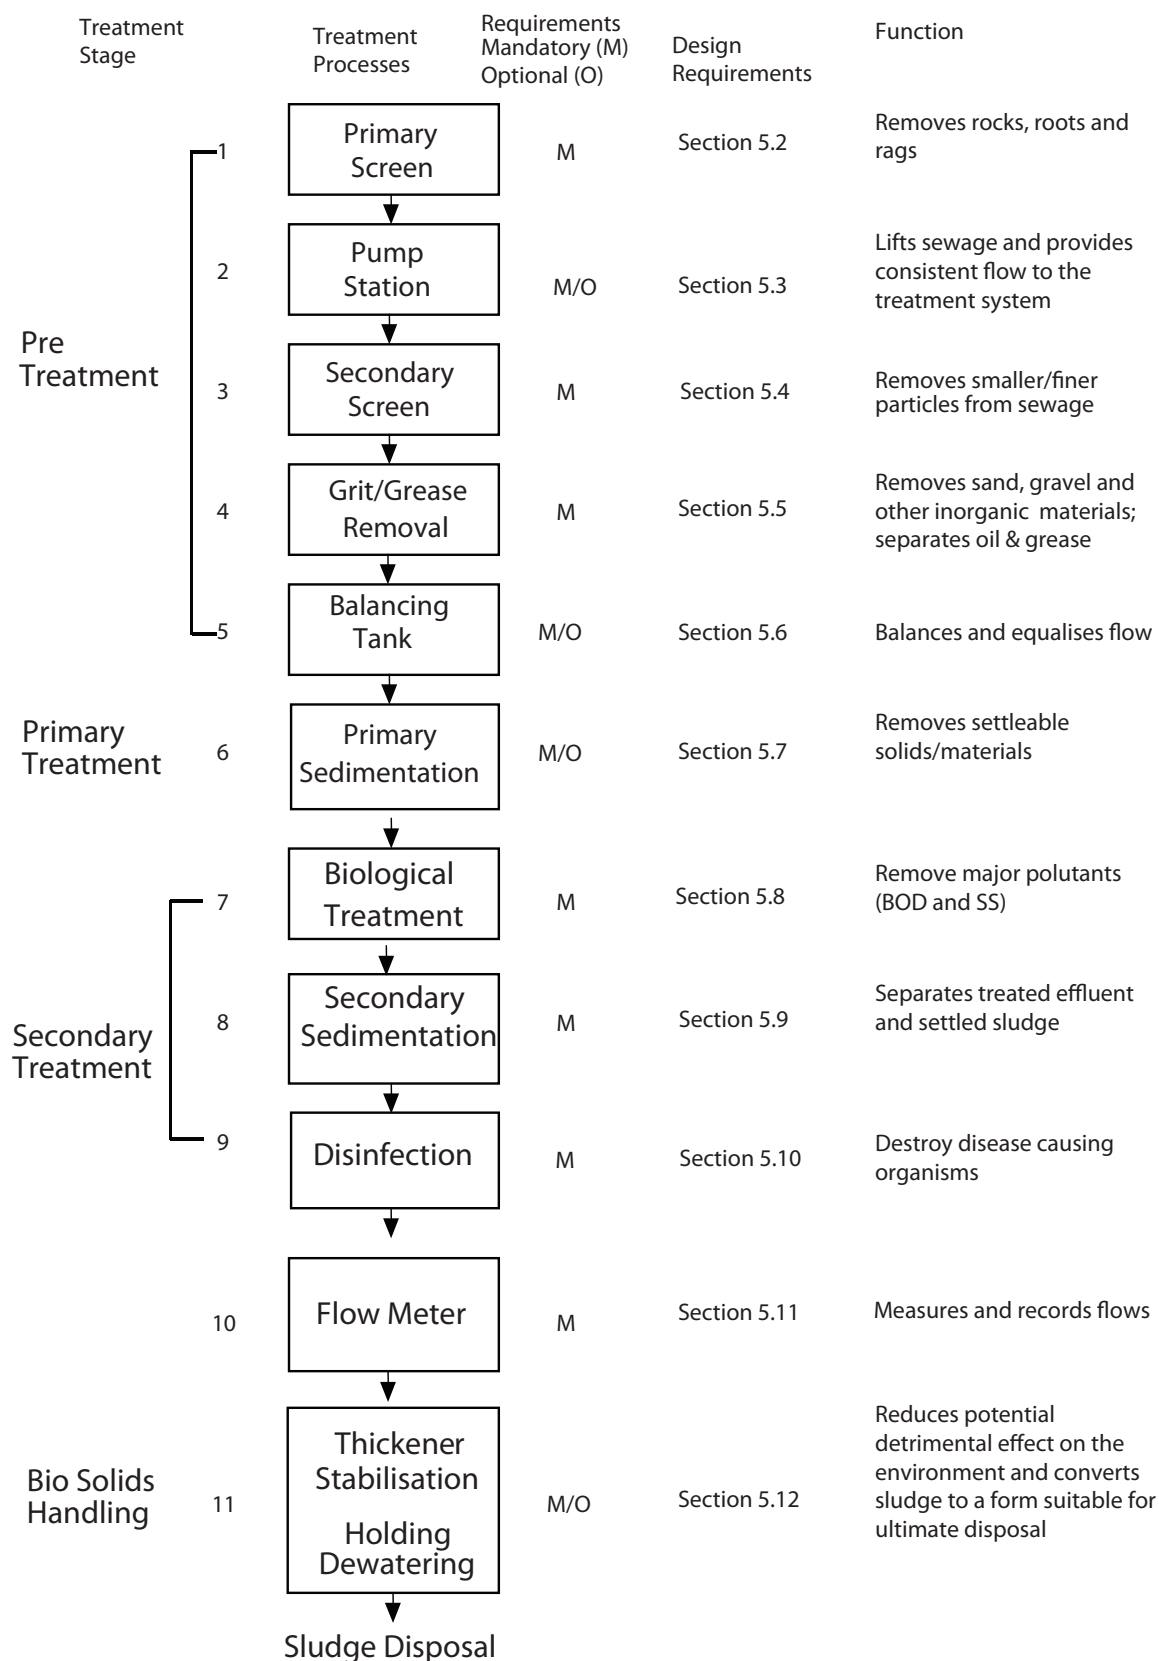 Treatment
Stage
Treatment
Processes
Requirements
Mandatory (M)
Optional (O)
Design
Requirements
Function
Pre
Treatment
1
Primary
Screen
M
Section 5.2
Removes rocks, roots and
rags
2
Pump
Station
M/O
Section 5.3
Lifts sewage and provides
consistent flow to the
treatment system
3
Secondary
Screen
M
Section 5.4
Removes smaller/finer
particles from sewage
4
Grit/Grease
Removal
M
Section 5.5
Removes sand, gravel and
other inorganic materials;
separates oil & grease
5
Balancing
Tank
M/O
Section 5.6
Balances and equalises flow
Primary
Treatment
6
Primary
Sedimentation
M/O
Section 5.7
Removes settleable
solids/materials
Secondary
Treatment
7
Biological
Treatment
M
Section 5.8
Remove major polutants
(BOD and SS)
8
Secondary
Sedimentation
M
Section 5.9
Separates treated effluent
and settled sludge
9
Disinfection
M
Section 5.10
Destroy disease causing
organisms
10
Flow Meter
M
Section 5.11
Measures and records flows
Bio Solids
Handling
11
Thickener
Stabilisation
Holding
Dewatering
M/O
Section 5.12
Reduces potential
detrimental effect on the
environment and converts
sludge to a form suitable for
ultimate disposal
Sludge Disposal